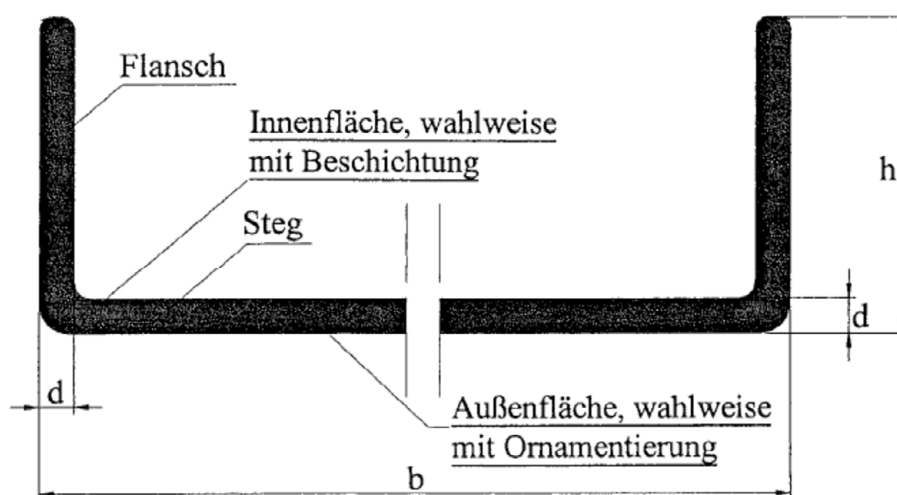 Flansch
Innenfläche, wahlweise
mit Beschichtung
h
Steg
d
d
Außenfläche, wahlweise
mit Ornamentierung
b